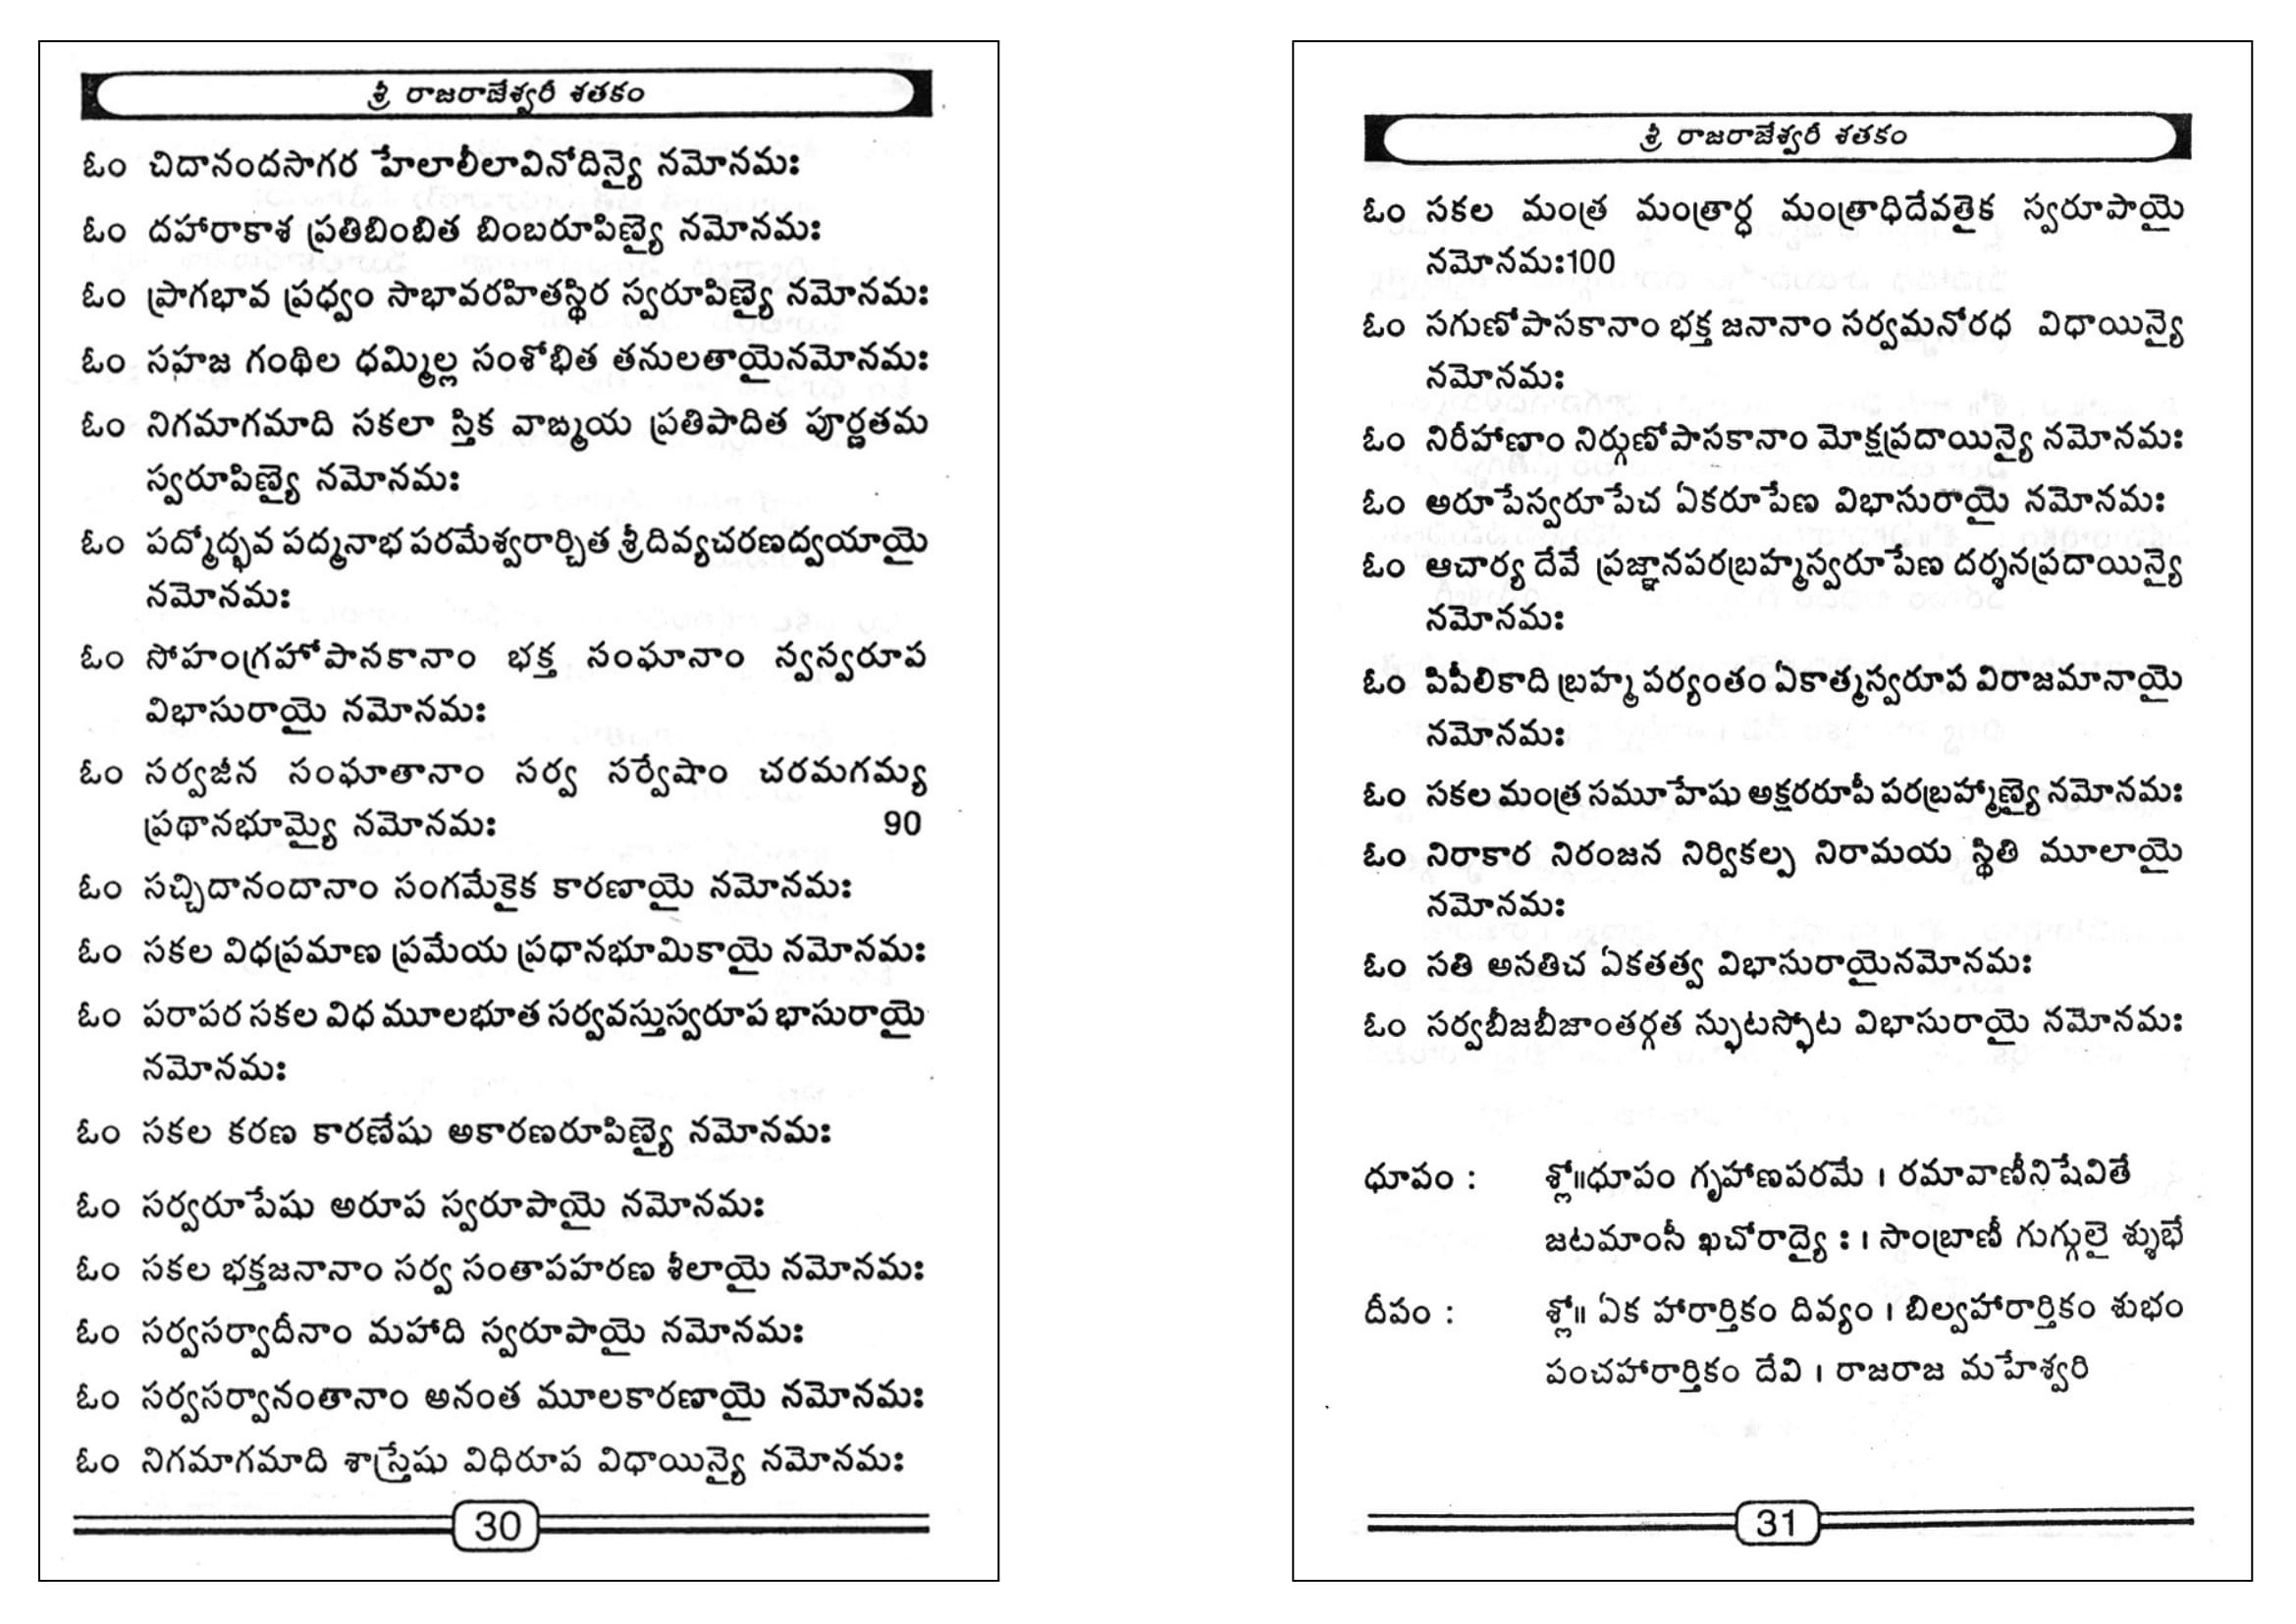 శ్రీ రాజరాజేశ్వరీ శతకం
ఓం చిదానందసాగర హేలాలీలావినోదిన్యై నమోనమః
ఓం దహారాకాశ ప్రతిబింబిత బింబరూపిణ్యై నమోనమః
ఓం ప్రాగభావ ప్రధ్వం సాభావరహితస్థిర స్వరూపిణ్యై నమోనమః
ఓం సహజ గంథిల ధమ్మిల్ల సంశోభిత తనులతాయైనమోనమః
ఓం నిగమాగమాది సకలా స్తిక వాఙ్మయ ప్రతిపాదిత పూర్ణతమ
స్వరూపిణ్యై నమోనమః
ఓం పద్మోద్భవ పద్మనాభ పరమేశ్వరార్చిత శ్రీదివ్యచరణద్వయాయై
నమోనమః
ఓం సోహంగ్రహోపాసకానాం భక్త సంఘానాం స్వస్వరూప
విభాసురాయై నమోనమః
ఓం సర్వజీన సంఘాతానాం సర్వ సర్వేషాం చరమగమ్య
ప్రథానభూమ్యై నమోనమః 90
ఓం సచ్చిదానందానాం సంగమేకైక కారణాయై నమోనమః
ఓం సకల విధప్రమాణ ప్రమేయ ప్రధానభూమికాయై నమోనమః
ఓం పరాపర సకల విధ మూలభూత సర్వవస్తుస్వరూప భాసురాయై
నమోనమః
ఓం సకల కరణ కారణేషు అకారణరూపిణ్యై నమోనమః
ఓం సర్వరూపేషు అరూప స్వరూపాయై నమోనమః
ఓం సకల భక్తజనానాం సర్వ సంతాపహరణ శీలాయై నమోనమః
ఓం సర్వసర్వాదీనాం మహాది స్వరూపాయై నమోనమః
ఓం సర్వసర్వానంతానాం అనంత మూలకారణాయై నమోనమః
ఓం నిగమాగమాది శాస్త్రేషు విధిరూప విధాయిన్యై నమోనమః
30
శ్రీ రాజరాజేశ్వరీ శతకం
ఓం సకల మంత్ర మంత్రార్ధ మంత్రాధిదేవతైక స్వరూపాయై
నమోనమః100
ఓం సగుణోపాసకానాం భక్త జనానాం సర్వమనోరధ విధాయిన్యై
నమోనమః
ఓం నిరీహాణాం నిర్గుణోపాసకానాం మోక్షప్రదాయిన్యై నమోనమః
ఓం అరూపేస్వరూపేచ ఏకరూపేణ విభాసురాయై నమోనమః
ఓం ఆచార్య దేవే ప్రజ్ఞానపరబ్రహ్మస్వరూపేణ దర్శనప్రదాయిన్యై
నమోనమః
ఓం పిపీలికాది బ్రహ్మ పర్యంతం ఏకాత్మస్వరూప విరాజమానాయై
నమోనమః
ఓం సకల మంత్ర సమూహేషు అక్షరరూపీ పరబ్రహ్మాణ్యై నమోనమః
ఓం నిరాకార నిరంజన నిర్వికల్ప నిరామయ స్థితి మూలాయై
నమోనమః
ఓం సతి అసతిచ ఏకతత్వ విభాసురాయైనమోనమః
ఓం సర్వబీజబీజాంతర్గత స్ఫుటస్ఫోట విభాసురాయై నమోనమః
ధూపం : శ్లో॥ధూపం గృహాణపరమే । రమావాణీనిషేవితే
జటమాంసీ ఖచోరాద్యై ః । సాంబ్రాణీ గుగ్గులై శ్శుభే
దీపం : శ్లో॥ ఏక హారార్తికం దివ్యం । బిల్వహారార్తికం శుభం
పంచహారార్తికం దేవి । రాజరాజ మహేశ్వరి
31